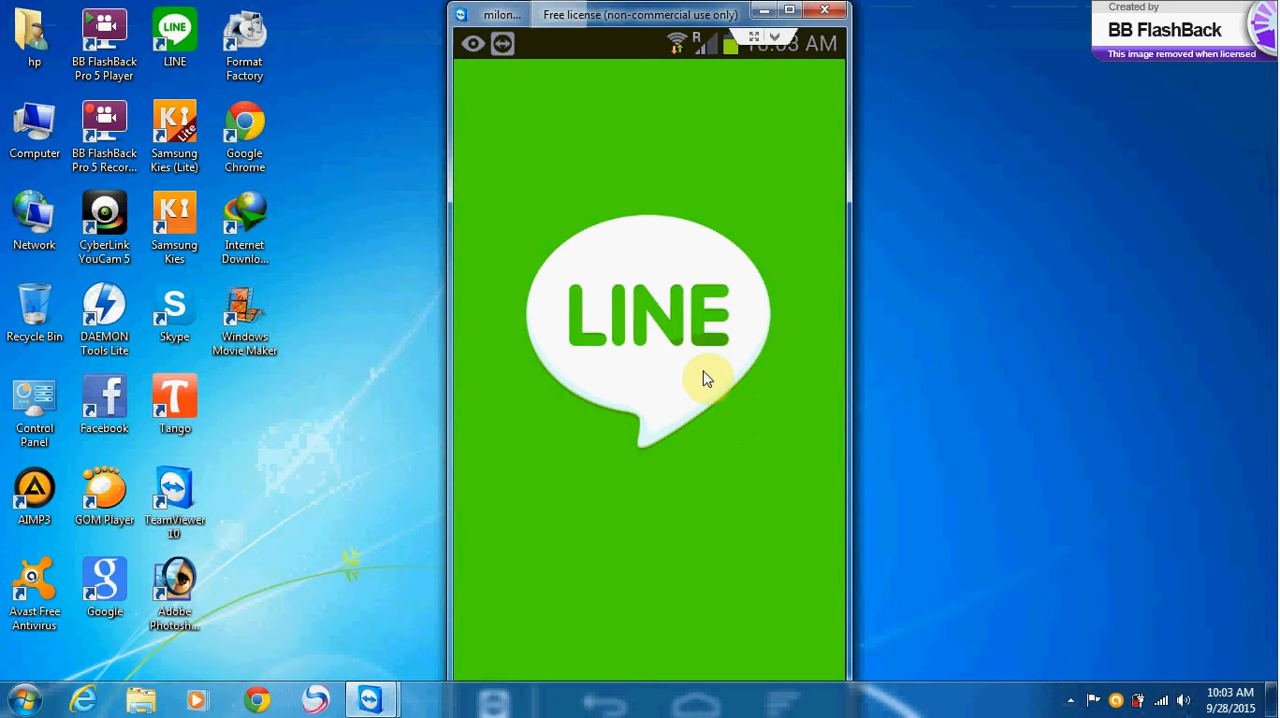 milon...
Free license (non-commercial use only)
R
10:03 AM
Created by
BB FlashBack
This image removed when licensed
hp
BB FlashBack
Pro 5 Player
LINE
Format
Factory
Computer
BB FlashBack
Pro 5 Recor...
Samsung
Kies (Lite)
Google
Chrome
Network
CyberLink
YouCam 5
Samsung
Kies
Internet
Downlo...
Recycle Bin
DAEMON
Tools Lite
Skype
Windows
Movie Maker
Control
Panel
Facebook
Tango
AIMP3
GOM Player
TeamViewer
10
Avast Free
Antivirus
Google
Adobe
Photosh...
LINE
LINE
Ki
Lite
Ki
S
f
T
g
10:03 AM
9/28/2015